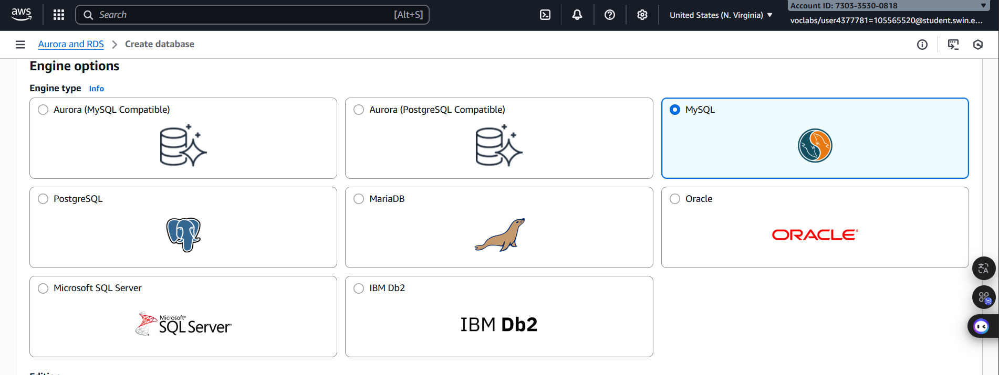 aws
Search
[Alt+S]
United States (N. Virginia)
Account ID: 7303-3530-0818
voclabs/user4377781=105565520@student.swin.e...
Aurora and RDS
Create database
Engine options
Engine type Info
Aurora (MySQL Compatible)
Aurora (PostgreSQL Compatible)
MySQL
PostgreSQL
MariaDB
Oracle
ORACLE®
Microsoft SQL Server
Microsoft®
SQL Server®
IBM Db2
IBM Db2
Edition